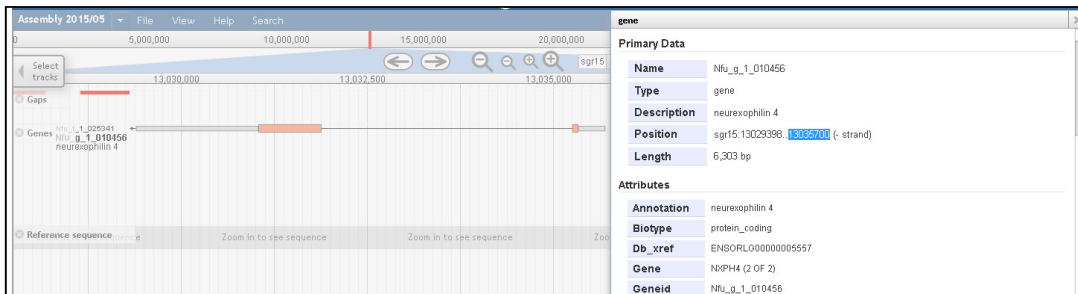 Assembly 2015/05 File View Help Search
0 5,000,000 10,000,000 15,000,000 20,000,000
Select
tracks
sgr15
13,030,000 13,032,500 13,035,000
Gaps
Genes
Nfu_t_1_025341
Nfu_g_1_010456
neurexophilin 4
Reference sequence
Zoom in to see sequence Zoom in to see sequence Zoo
gene
Primary Data
Name Nfu_g_1_010456
Type gene
Description neurexophilin 4
Position sgr15:13029398..13035700 (- strand)
Length 6,303 bp
Attributes
Annotation neurexophilin 4
Biotype protein_coding
Db_xref ENSORLG00000005557
Gene NXPH4 (2 OF 2)
Geneid Nfu_g_1_010456